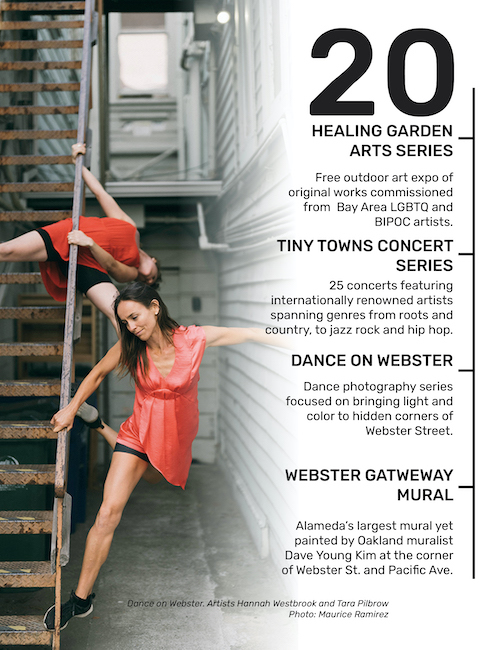 20
HEALING GARDEN
ARTS SERIES
Free outdoor art expo of
original works commissioned
from Bay Area LGBTQ and
BIPOC artists.
TINY TOWNS CONCERT
SERIES
25 concerts featuring
internationally renowned artists
spanning genres from roots and
country, to jazz rock and hip hop.
DANCE ON WEBSTER
Dance photography series
focused on bringing light and
color to hidden corners of
Webster Street.
WEBSTER GATWEWAY
MURAL
Alameda's largest mural yet
painted by Oakland muralist
Dave Young Kim at the corner
of Webster St. and Pacific Ave.
Dance on Webster. Artists Hannah Westbrook and Tara Pilbrow
Photo: Maurice Ramirez